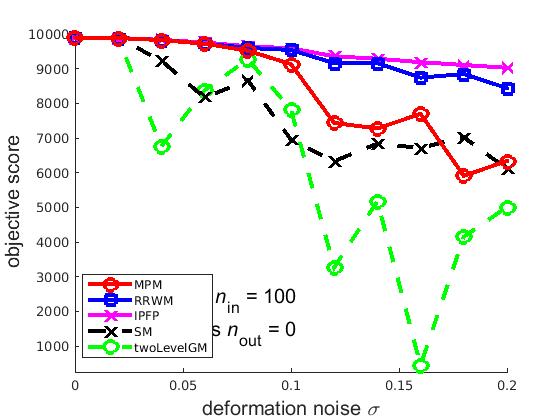 10000
9000
8000
7000
6000
5000
4000
3000
2000
1000
objective score
MPM
RRWM
IPFP
SM
twoLevelGM
n_in = 100
s n_out = 0
0
0.05
0.1
0.15
0.2
deformation noise σ